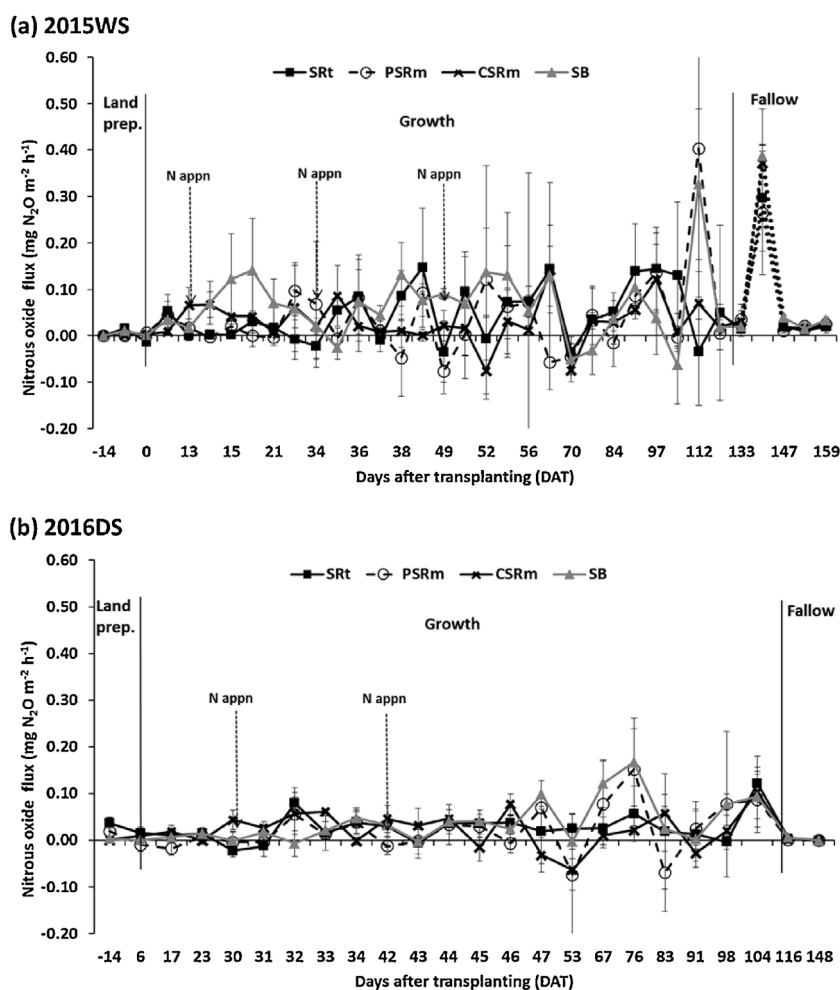 (a) 2015WS
0.60
SRt PSRm CSRm SB
0.50
Land prep.
Fallow
Growth
0.40
N appn N appn N appn
0.30
0.20
0.10
0.00
-0.10
-0.20
Nitrous oxide flux (mg N₂O m⁻² h⁻¹)
-14 0 13 15 21 34 36 38 49 52 56 70 84 97 112 133 147 159
Days after transplanting (DAT)
(b) 2016DS
0.60
SRt PSRm CSRm SB
0.50
Land prep.
Growth
Fallow
0.40
0.30
N appn N appn
0.20
0.10
0.00
-0.10
-0.20
Nitrous oxide flux (mg N₂O m⁻² h⁻¹)
-14 6 17 23 30 31 32 33 34 42 43 44 45 46 47 53 67 76 83 91 98 104 116 148
Days after transplanting (DAT)